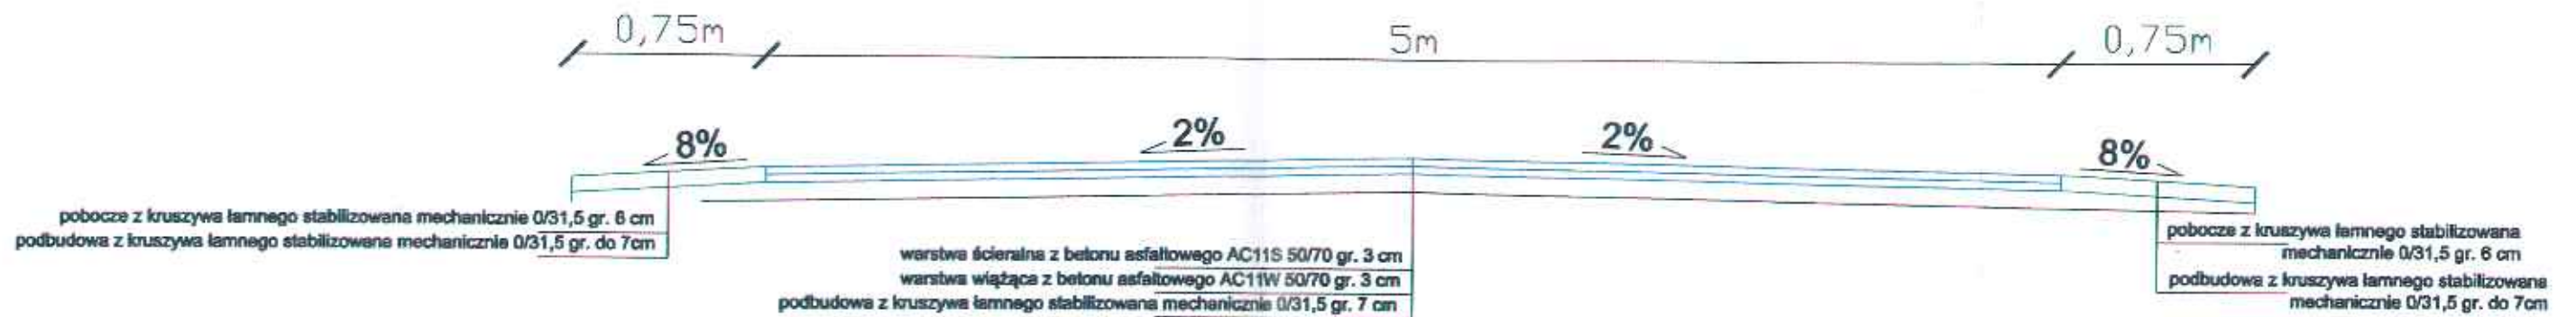 0,75m
5m
0,75m
8%
2%
2%
8%
pobocze z kruszywa łamnego stabilizowana mechanicznie 0/31,5 gr. 6 cm
podbudowa z kruszywa łamnego stabilizowana mechanicznie 0/31,5 gr. do 7cm
warstwa ścieralna z betonu asfaltowego AC11S 50/70 gr. 3 cm
warstwa wiążąca z betonu asfaltowego AC11W 50/70 gr. 3 cm
podbudowa z kruszywa łamnego stabilizowana mechanicznie 0/31,5 gr. 7 cm
pobocze z kruszywa łamnego stabilizowana
mechanicznie 0/31,5 gr. 6 cm
podbudowa z kruszywa łamnego stabilizowana
mechanicznie 0/31,5 gr. do 7cm